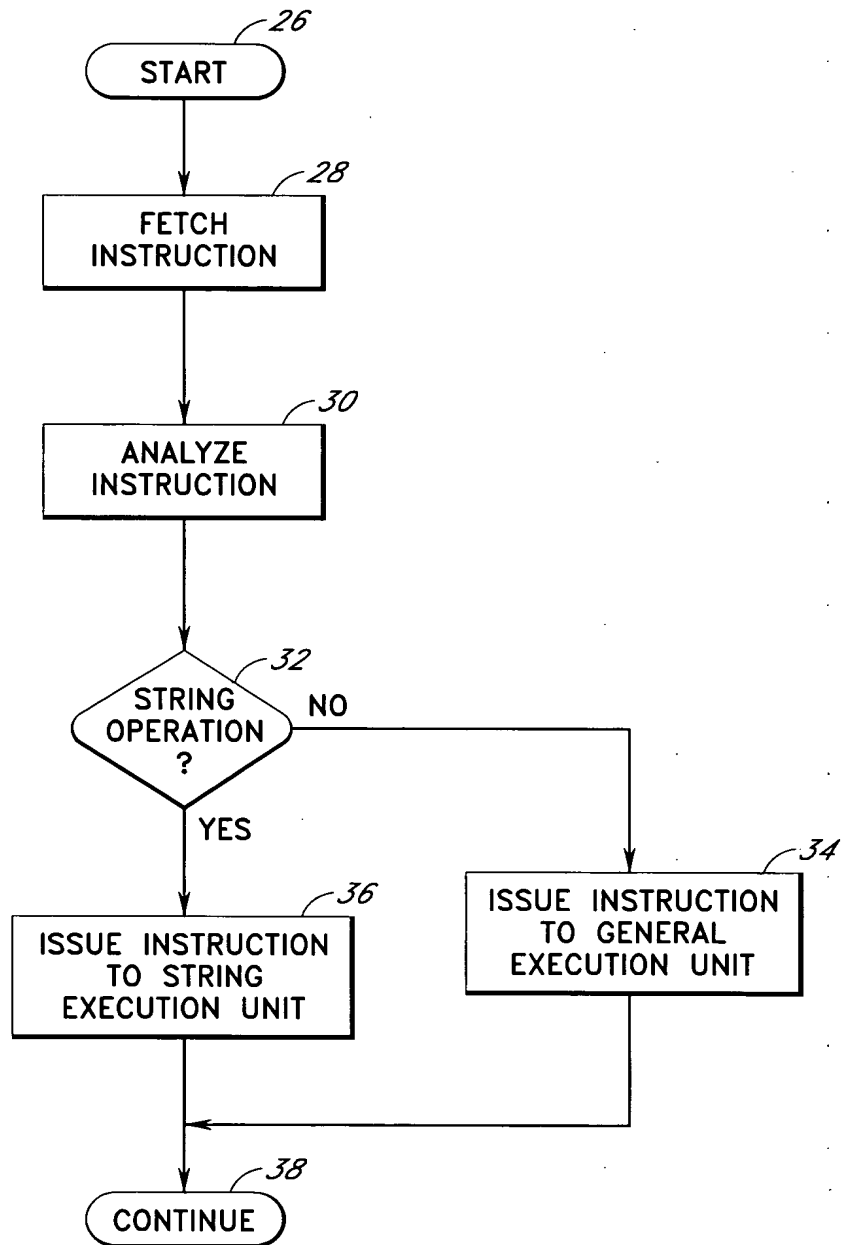 26
START
28
FETCH
INSTRUCTION
30
ANALYZE
INSTRUCTION
32
STRING
OPERATION
?
NO
YES
34
ISSUE INSTRUCTION
TO GENERAL
EXECUTION UNIT
36
ISSUE INSTRUCTION
TO STRING
EXECUTION UNIT
38
CONTINUE